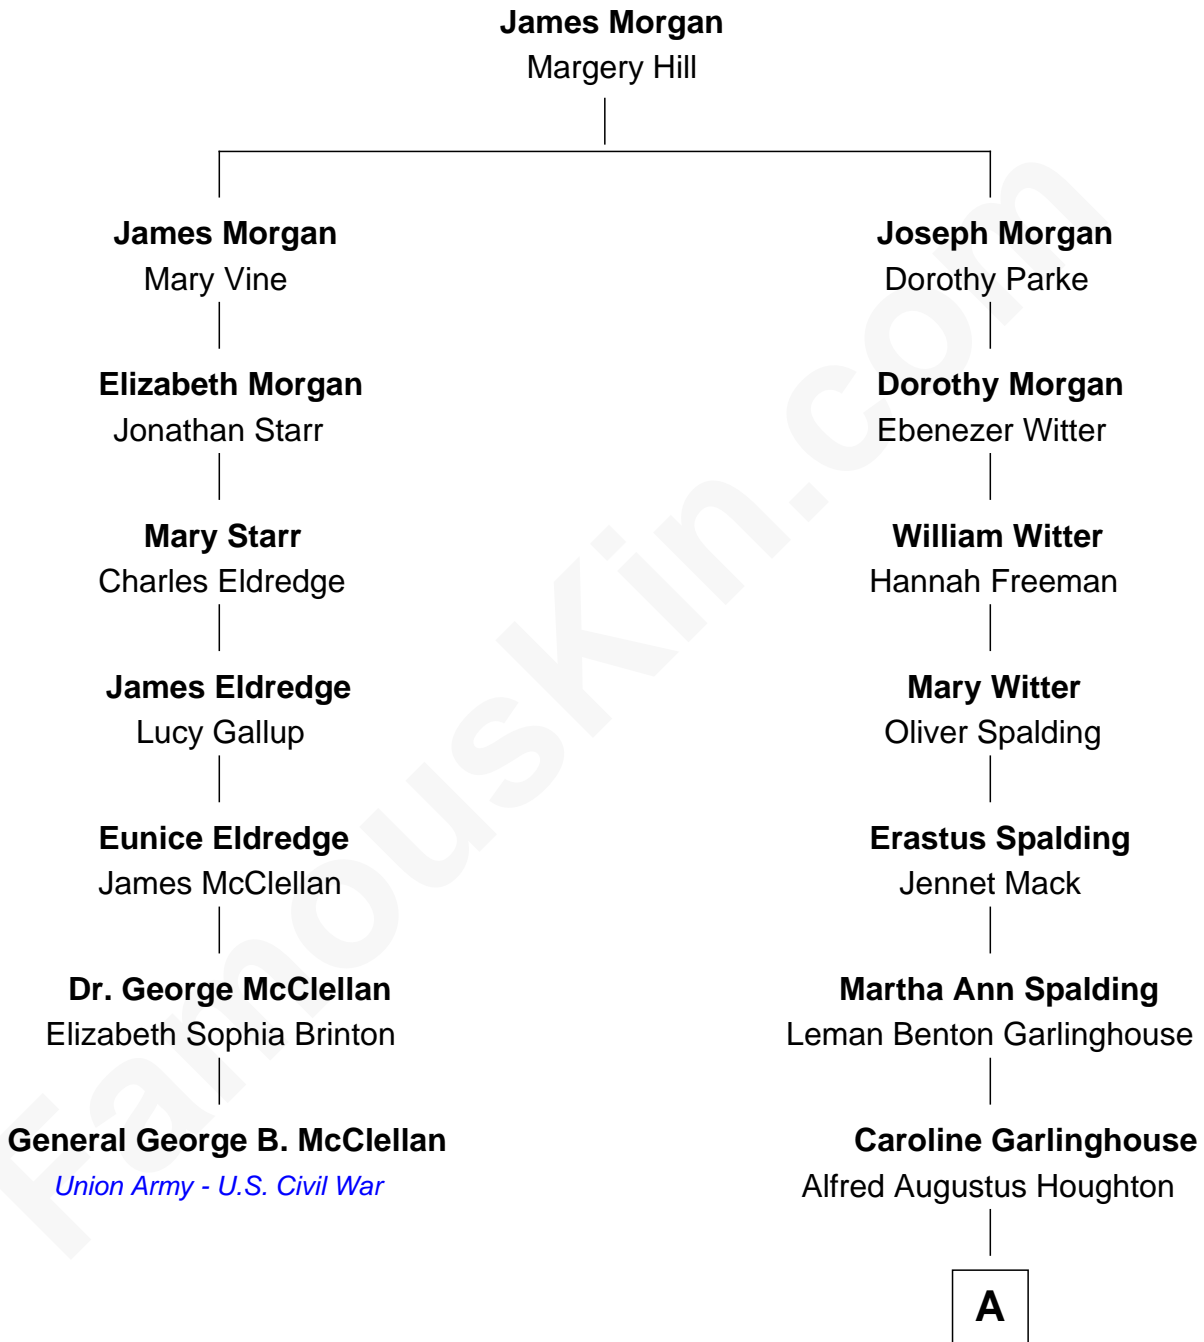 James Morgan
Margery Hill
James Morgan
Mary Vine
Elizabeth Morgan
Jonathan Starr
Mary Starr
Charles Eldredge
James Eldredge
Lucy Gallup
Eunice Eldredge
James McClellan
Dr. George McClellan
Elizabeth Sophia Brinton
General George B. McClellan
Union Army - U.S. Civil War
Joseph Morgan
Dorothy Parke
Dorothy Morgan
Ebenezer Witter
William Witter
Hannah Freeman
Mary Witter
Oliver Spalding
Erastus Spalding
Jennet Mack
Martha Ann Spalding
Leman Benton Garlinghouse
Caroline Garlinghouse
Alfred Augustus Houghton
A
FamousKin.com